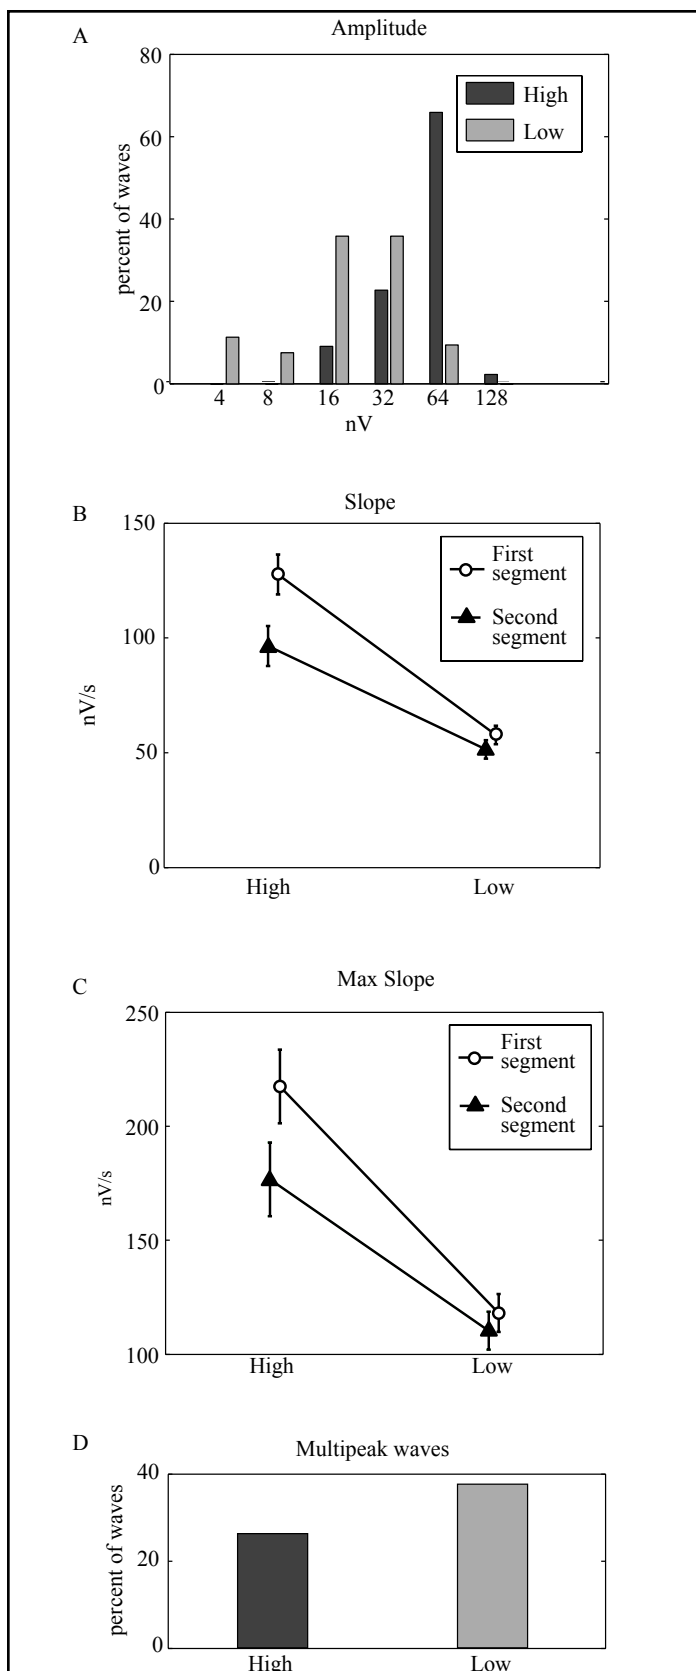 A
Amplitude
80
60
40
20
0
percent of waves
High
Low
4 8 16 32 64 128
nV
B
Slope
150
100
50
0
nV/s
First
segment
Second
segment
High Low
C
Max Slope
250
200
150
100
nV/s
First
segment
Second
segment
High Low
D
Multipeak waves
40
20
0
percent of waves
High Low